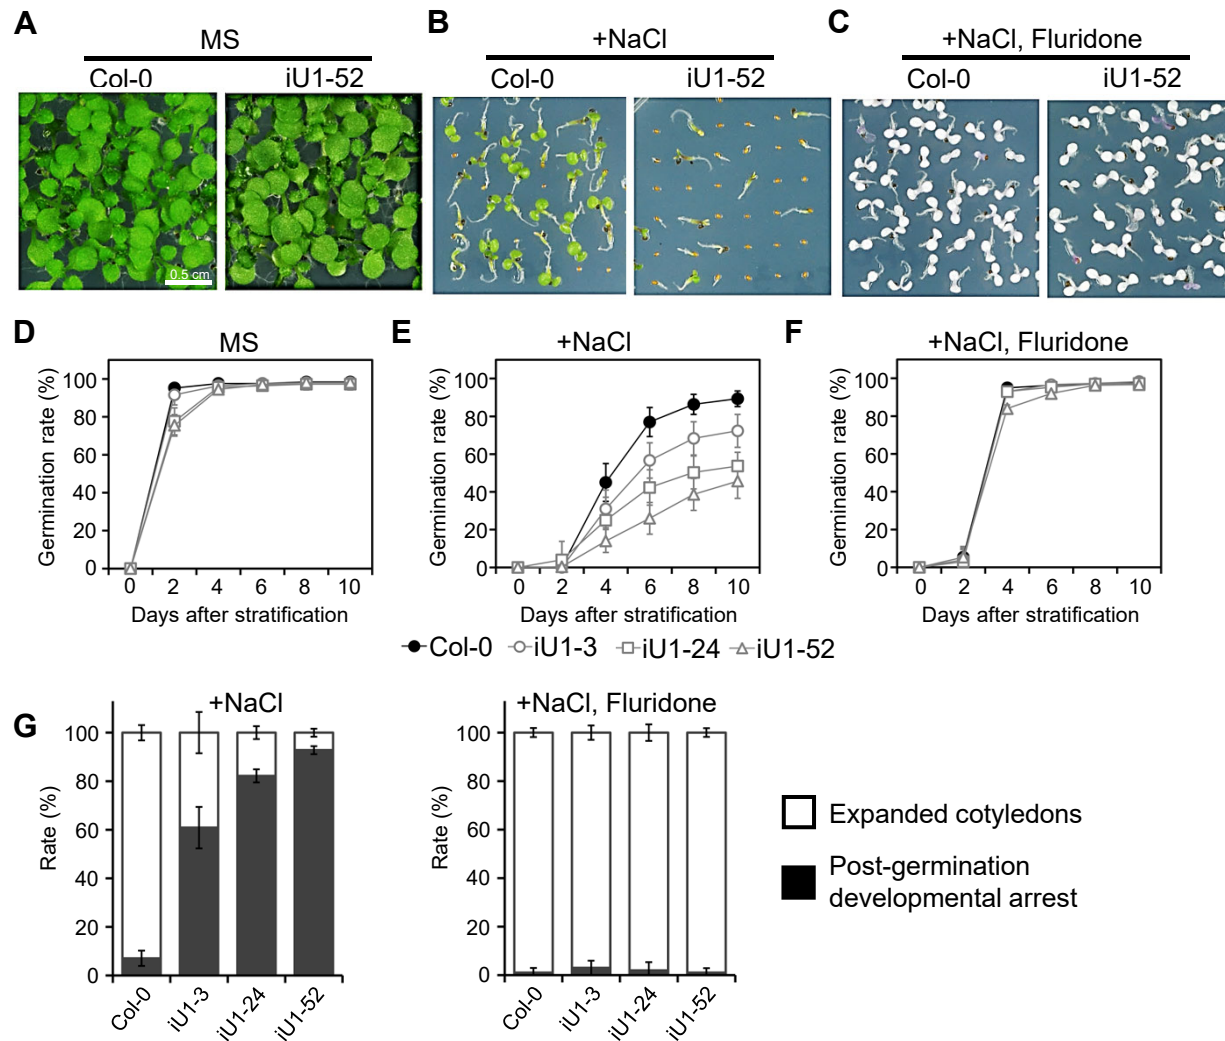 A
MS
Col-0 iU1-52
0.5 cm
B
+NaCl
Col-0 iU1-52
C
+NaCl, Fluridone
Col-0 iU1-52
D
MS
Germination rate (%)
100
80
60
40
20
0
0 2 4 6 8 10
Days after stratification
E
+NaCl
Germination rate (%)
100
80
60
40
20
0
0 2 4 6 8 10
Days after stratification
F
+NaCl, Fluridone
Germination rate (%)
100
80
60
40
20
0
0 2 4 6 8 10
Days after stratification
Col-0 iU1-3 iU1-24 iU1-52
G
+NaCl
Rate (%)
100
80
60
40
20
0
Col-0 iU1-3 iU1-24 iU1-52
+NaCl, Fluridone
Rate (%)
100
80
60
40
20
0
Col-0 iU1-3 iU1-24 iU1-52
Expanded cotyledons
Post-germination
developmental arrest